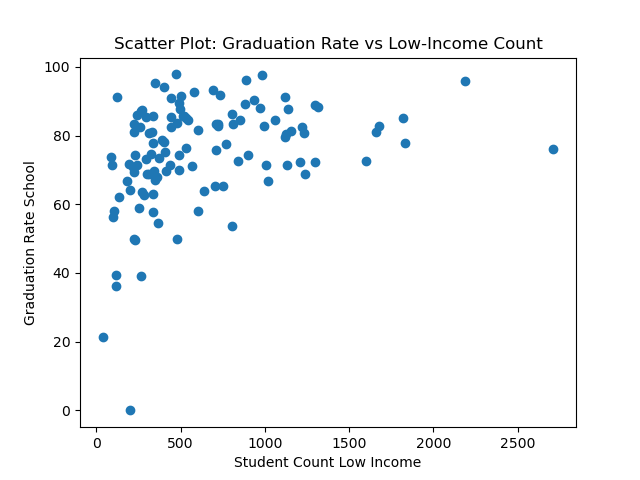 Scatter Plot: Graduation Rate vs Low-Income Count
100
80
60
40
20
0
Graduation Rate School
0 500 1000 1500 2000 2500
Student Count Low Income